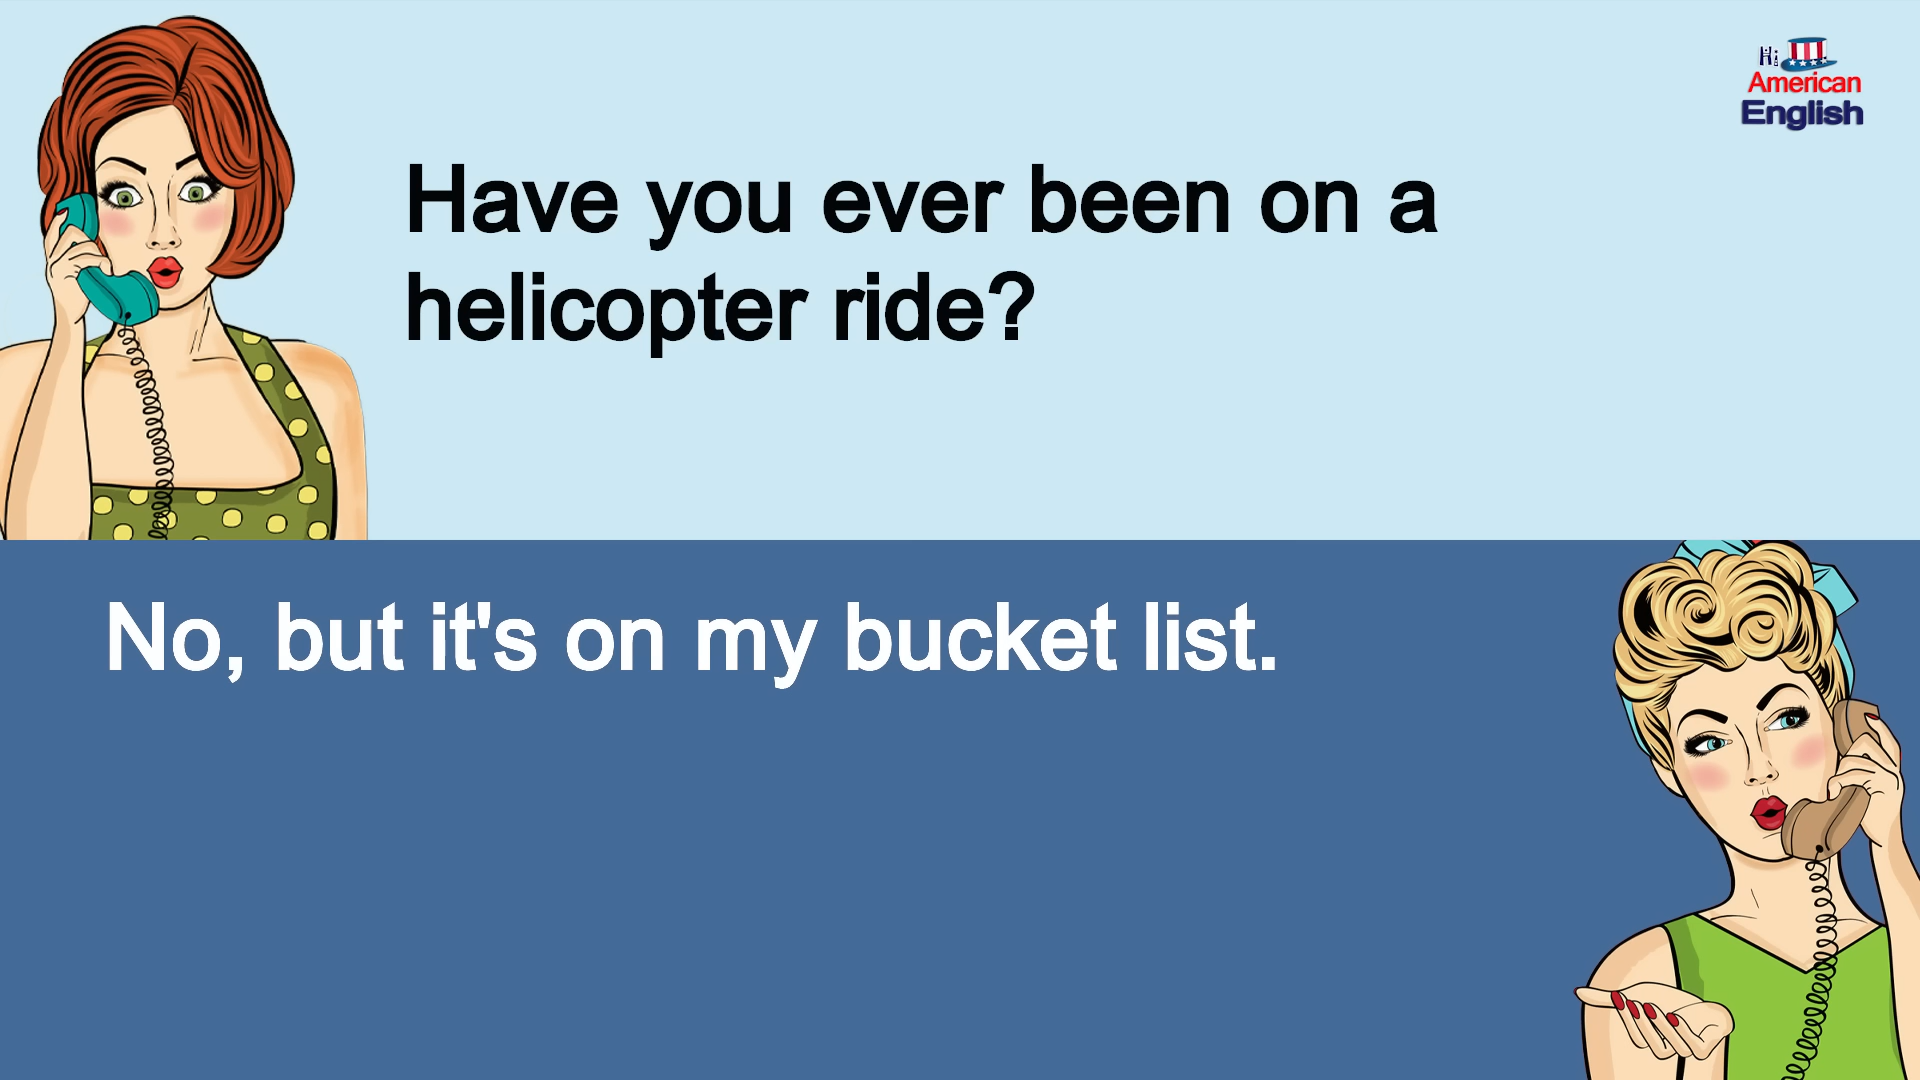 Hi
American
English
Have you ever been on a
helicopter ride?
No, but it's on my bucket list.